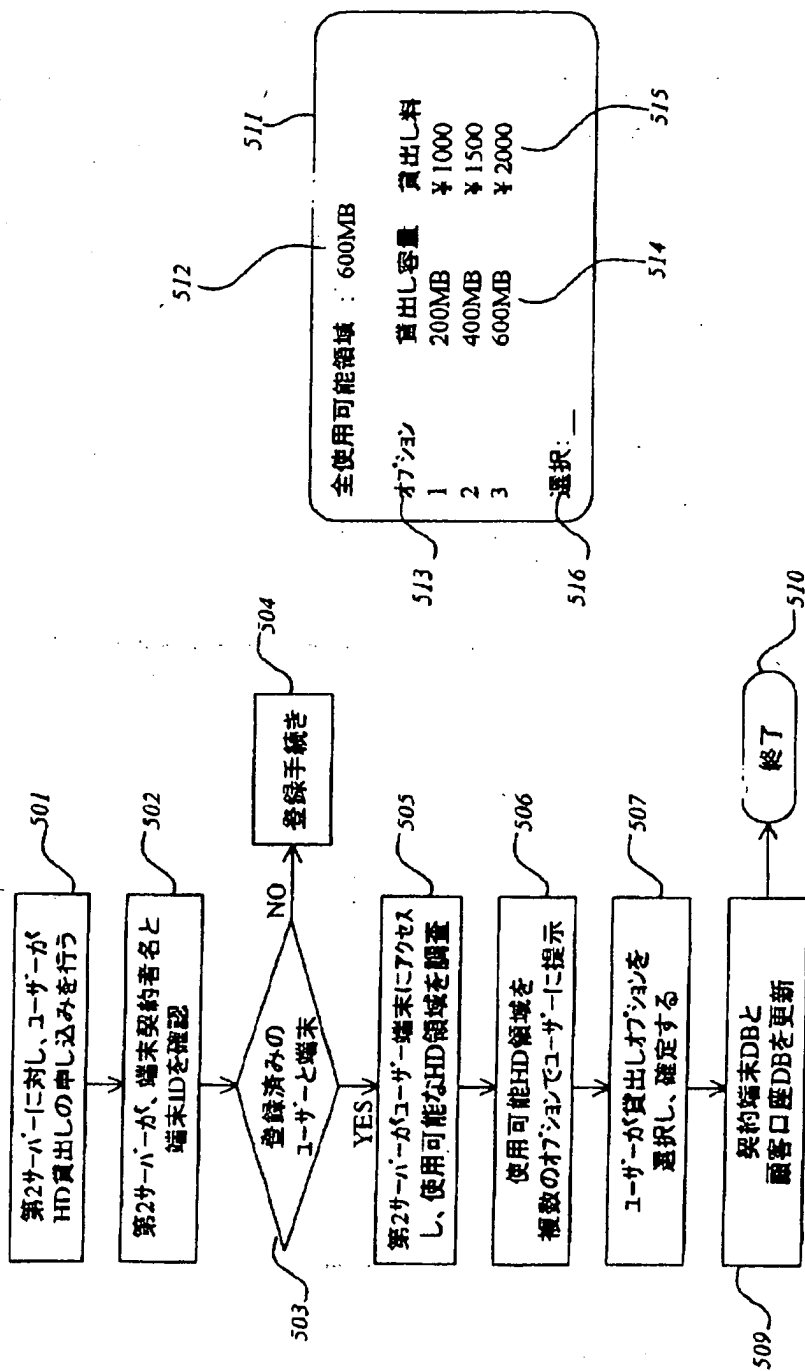 501
第2サーバーに対し、ユーザーが
HD貸出しの申し込みを行う
502
第2サーバーが、端末契約者名と
端末IDを確認
503
登録済みの
ユーザーと端末
NO
504
登録手続き
YES
505
第2サーバーがユーザー端末にアクセス
し、使用可能なHD領域を調査
506
使用可能HD領域を
複数のオプションでユーザーに提示
507
ユーザーが貸出しオプションを
選択し、確定する
509
契約端末DBと
顧客口座DBを更新
510
終了
511
512
全使用可能領域 : 600MB
オプション 貸出し容量 貸出し料
1 200MB ¥1000
2 400MB ¥1500
3 600MB ¥2000
選択: _
513
514
515
516